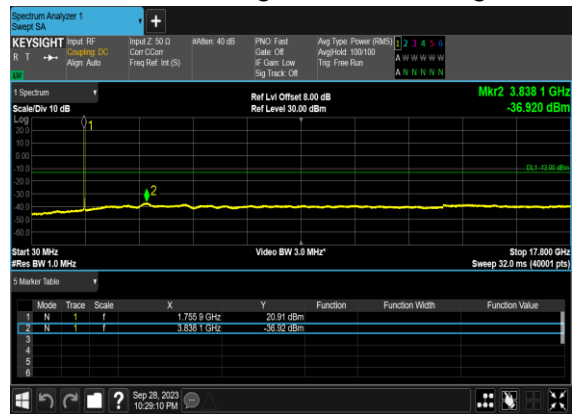 Spectrum Analyzer 1
Swept SA
+
KEYSIGHT Input: RF Input Z: 50 Ω #Atten: 40 dB PNO: Fast Avg Type: Power (RMS) 1 2 3 4 5 6
R T Coupling: DC Corr CCorr Gate: Off Avg|Hold: 100/100 A W W W W W
Align: Auto Freq Ref: Int (S) IF Gain: Low Trig: Free Run
LW Sig Track: Off A N N N N N
1 Spectrum Ref Lvl Offset 8.00 dB Mkr2 3.838 1 GHz
Scale/Div 10 dB Ref Level 30.00 dBm -36.920 dBm
Log
20.0
10.0
0.00
-10.0
-20.0
-30.0
-40.0
-50.0
-60.0
1
DL1 -13.00 dBm
2
Start 30 MHz Video BW 3.0 MHz* Stop 17.800 GHz
#Res BW 1.0 MHz Sweep 32.0 ms (40001 pts)
5 Marker Table
Mode Trace Scale X Y Function Function Width Function Value
1 N 1 f 1.755 9 GHz 20.91 dBm
2 N 1 f 3.838 1 GHz -36.92 dBm
3
4
5
6
? Sep 28, 2023
10:29:10 PM